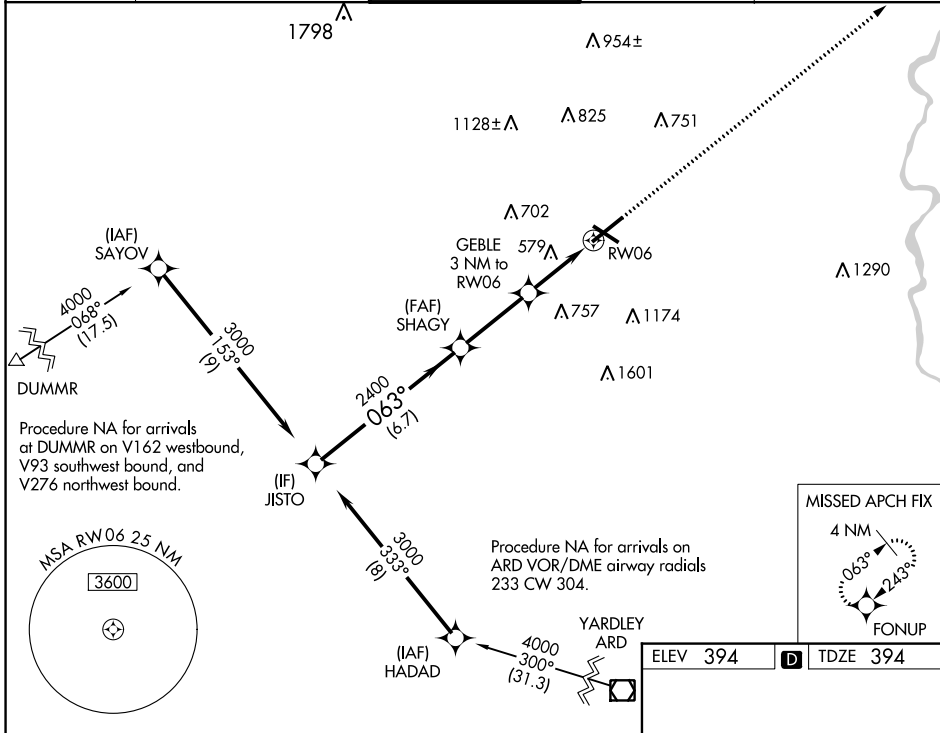 1798
954±
1128±
825
751
702
(IAF)
SAYOV
GEBLE
3 NM to
RW06
579
RW06
1290
4000
068°
(17.5)
3000
153°
(9)
(FAF)
SHAGY
757
1174
DUMMR
2400
063°
(6.7)
1601
Procedure NA for arrivals
at DUMMR on V162 westbound,
V93 southwest bound, and
V276 northwest bound.
(IF)
JISTO
MISSED APCH FIX
4 NM
063°
243°
FONUP
MSA RW06 25 NM
3600
3000
333°
(8)
Procedure NA for arrivals on
ARD VOR/DME airway radials
233 CW 304.
(IAF)
HADAD
4000
300°
(31.3)
YARDLEY
ARD
ELEV 394 D TDZE 394